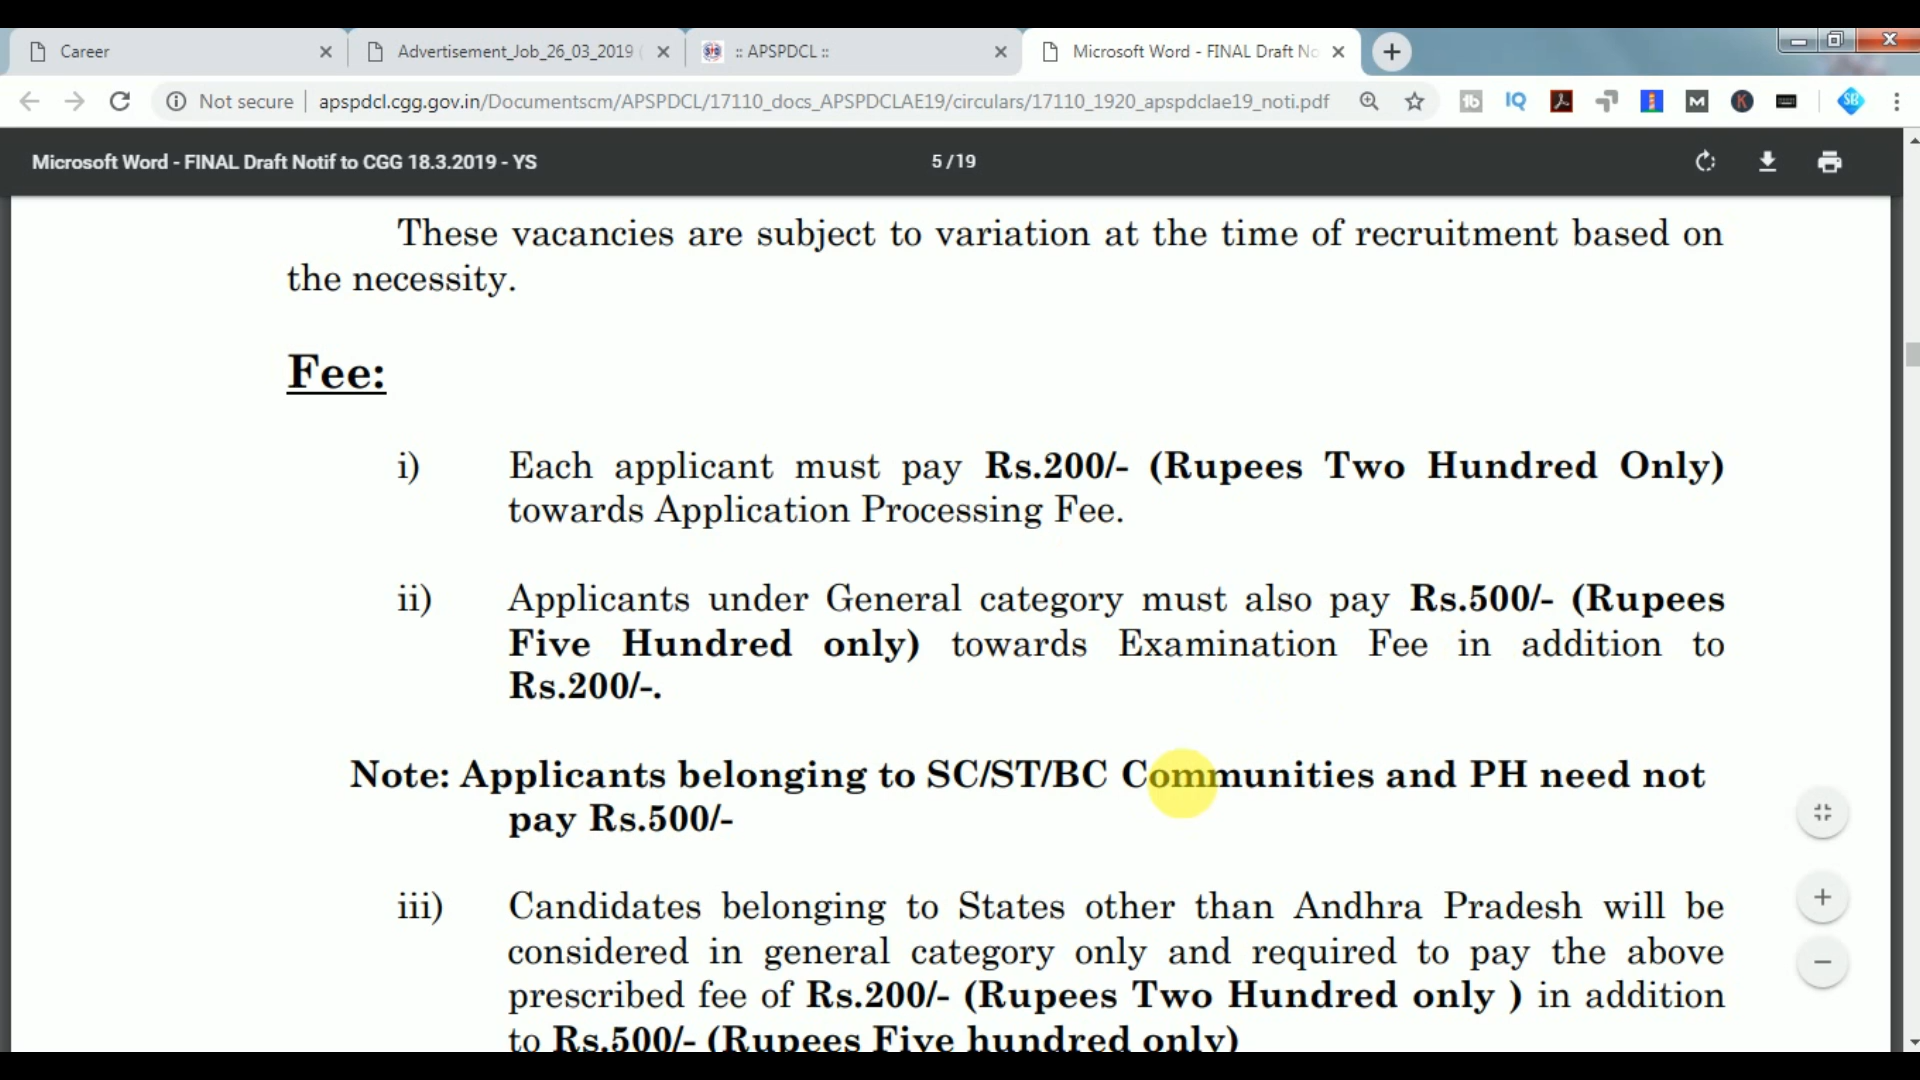 Career
Advertisement_Job_26_03_2019
:: APSPDCL ::
Microsoft Word - FINAL Draft No
Not secure
apspdcl.cgg.gov.in/Documentscm/APSPDCL/17110_docs_APSPDCLAE19/circulars/17110_1920_apspdclae19_noti.pdf
Microsoft Word - FINAL Draft Notif to CGG 18.3.2019 - YS
5 / 19
These vacancies are subject to variation at the time of recruitment based on
the necessity.
Fee:
i) Each applicant must pay Rs.200/- (Rupees Two Hundred Only)
towards Application Processing Fee.
ii) Applicants under General category must also pay Rs.500/- (Rupees
Five Hundred only) towards Examination Fee in addition to
Rs.200/-.
Note: Applicants belonging to SC/ST/BC Communities and PH need not
pay Rs.500/-
iii) Candidates belonging to States other than Andhra Pradesh will be
considered in general category only and required to pay the above
prescribed fee of Rs.200/- (Rupees Two Hundred only ) in addition
to Rs.500/- (Rupees Five hundred only)